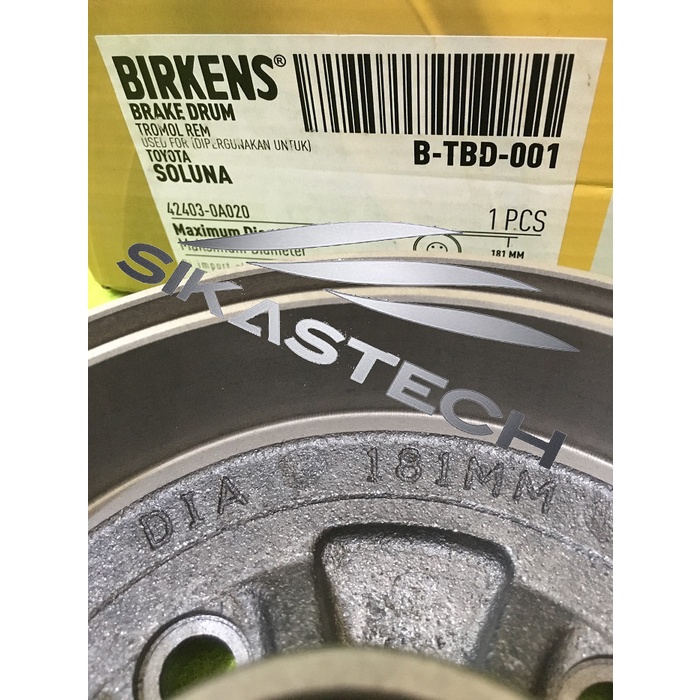 BIRKENS®
BRAKE DRUM
TROMOL REM
USED FOR (DIPERGUNAKAN UNTUK)
TOYOTA
SOLUNA
B-TBD-001
42403-0A020
1 PCS
Maximum
Diameter
181 MM
import
SIKASTECH
DIA 181MM